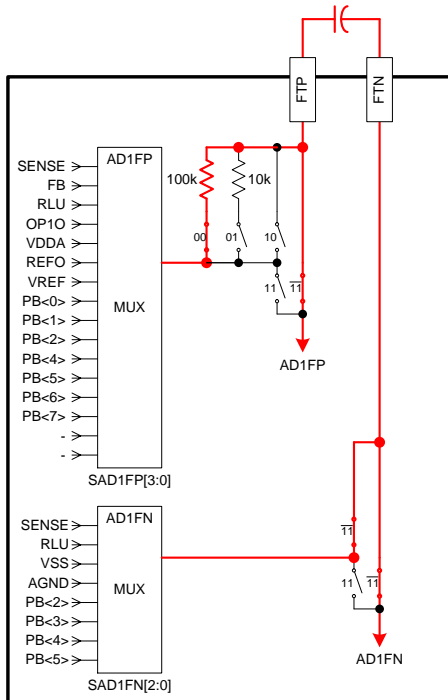 FTP
FTN
AD1FP
SENSE
FB
RLU
OP1O
VDDA
REFO
VREF
PB<0>
PB<1>
PB<2>
PB<4>
PB<5>
PB<6>
PB<7>
-
-
MUX
SAD1FP[3:0]
100k
10k
00
01
10
11
11
AD1FP
AD1FN
SENSE
RLU
VSS
AGND
PB<2>
PB<3>
PB<4>
PB<5>
MUX
SAD1FN[2:0]
11
11
11
AD1FN